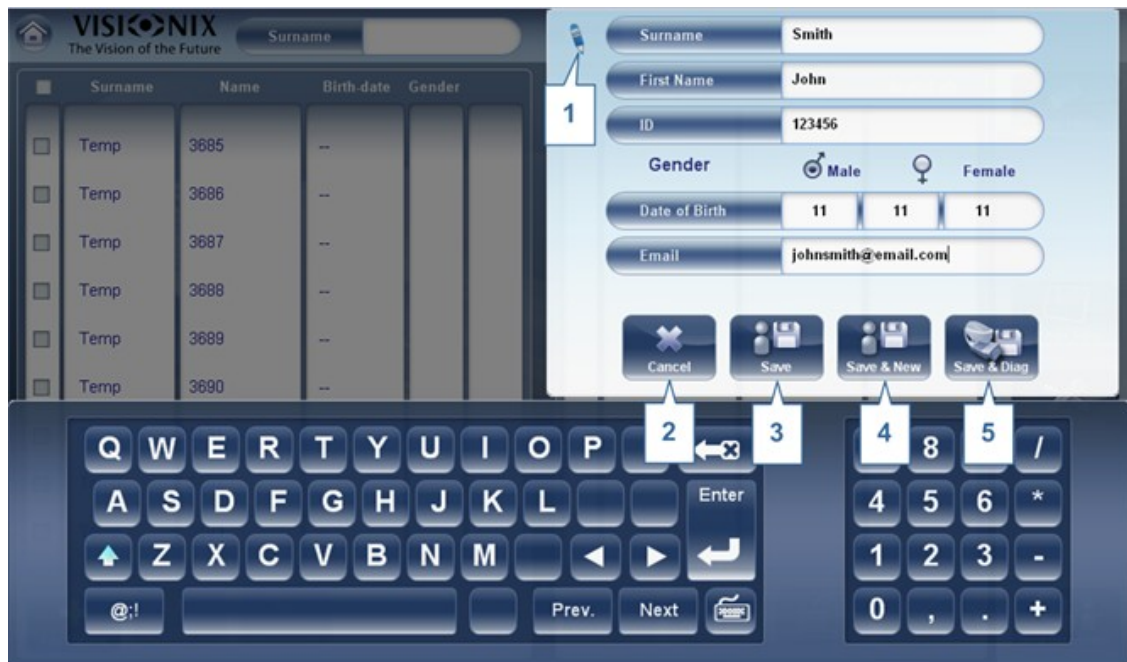 VISIONIX
The Vision of the Future
Surname
Surname Name Birth-date Gender
Temp 3685 --
Temp 3686 --
Temp 3687 --
Temp 3688 --
Temp 3689 --
Temp 3690 --
1
Surname Smith
First Name John
ID 123456
Gender Male Female
Date of Birth 11 11 11
Email johnsmith@email.com
Cancel Save Save & New Save & Diag
2 3 4 5
Q W E R T Y U I O P
A S D F G H J K L Enter
Z X C V B N M
@;! Prev. Next
8 /
4 5 6 *
1 2 3 -
0 , . +